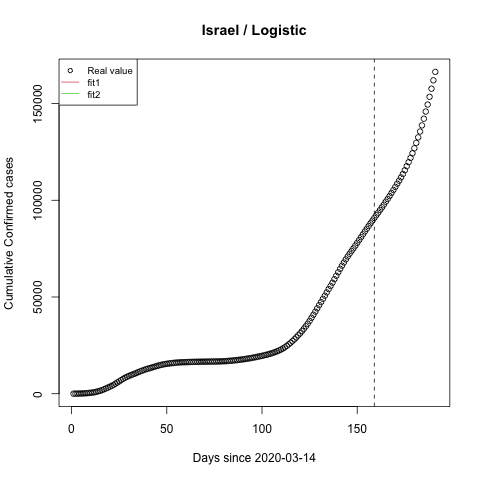 Israel / Logistic
Real value
fit1
fit2
Cumulative Confirmed cases
150000
100000
50000
0
0 50 100 150
Days since 2020-03-14